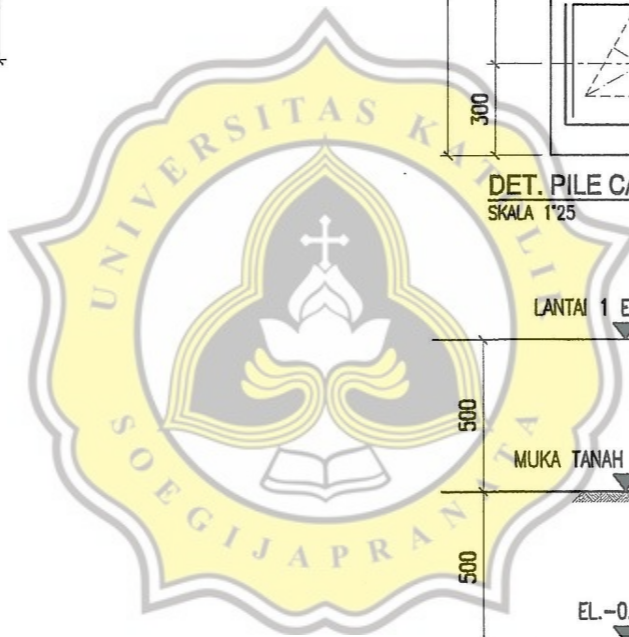 300
DET. PILE CA
SKALA 1:25
UNIVERSITAS KATOLIK
SOEGIJAPRANATA
LANTAI 1 E
500
MUKA TANAH
500
EL.-0.